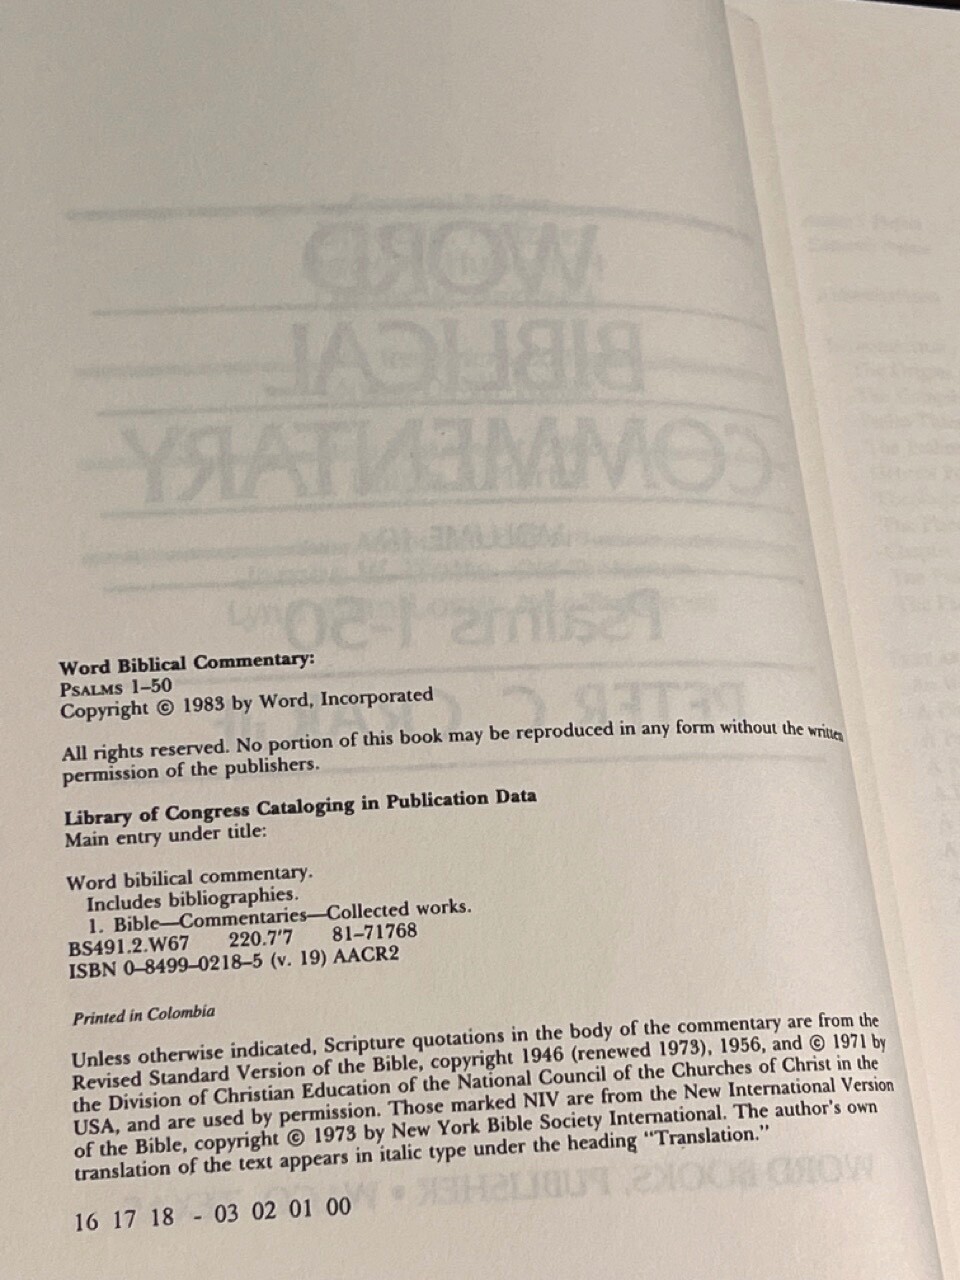 Word Biblical Commentary:
PSALMS 1–50
Copyright © 1983 by Word, Incorporated
All rights reserved. No portion of this book may be reproduced in any form without the written
permission of the publishers.
Library of Congress Cataloging in Publication Data
Main entry under title:
Word bibilical commentary.
Includes bibliographies.
1. Bible—Commentaries—Collected works.
BS491.2.W67 220.7'7 81–71768
ISBN 0–8499–0218–5 (v. 19) AACR2
Printed in Colombia
Unless otherwise indicated, Scripture quotations in the body of the commentary are from the
Revised Standard Version of the Bible, copyright 1946 (renewed 1973), 1956, and © 1971 by
the Division of Christian Education of the National Council of the Churches of Christ in the
USA, and are used by permission. Those marked NIV are from the New International Version
of the Bible, copyright © 1973 by New York Bible Society International. The author's own
translation of the text appears in italic type under the heading “Translation.”
16 17 18 - 03 02 01 00